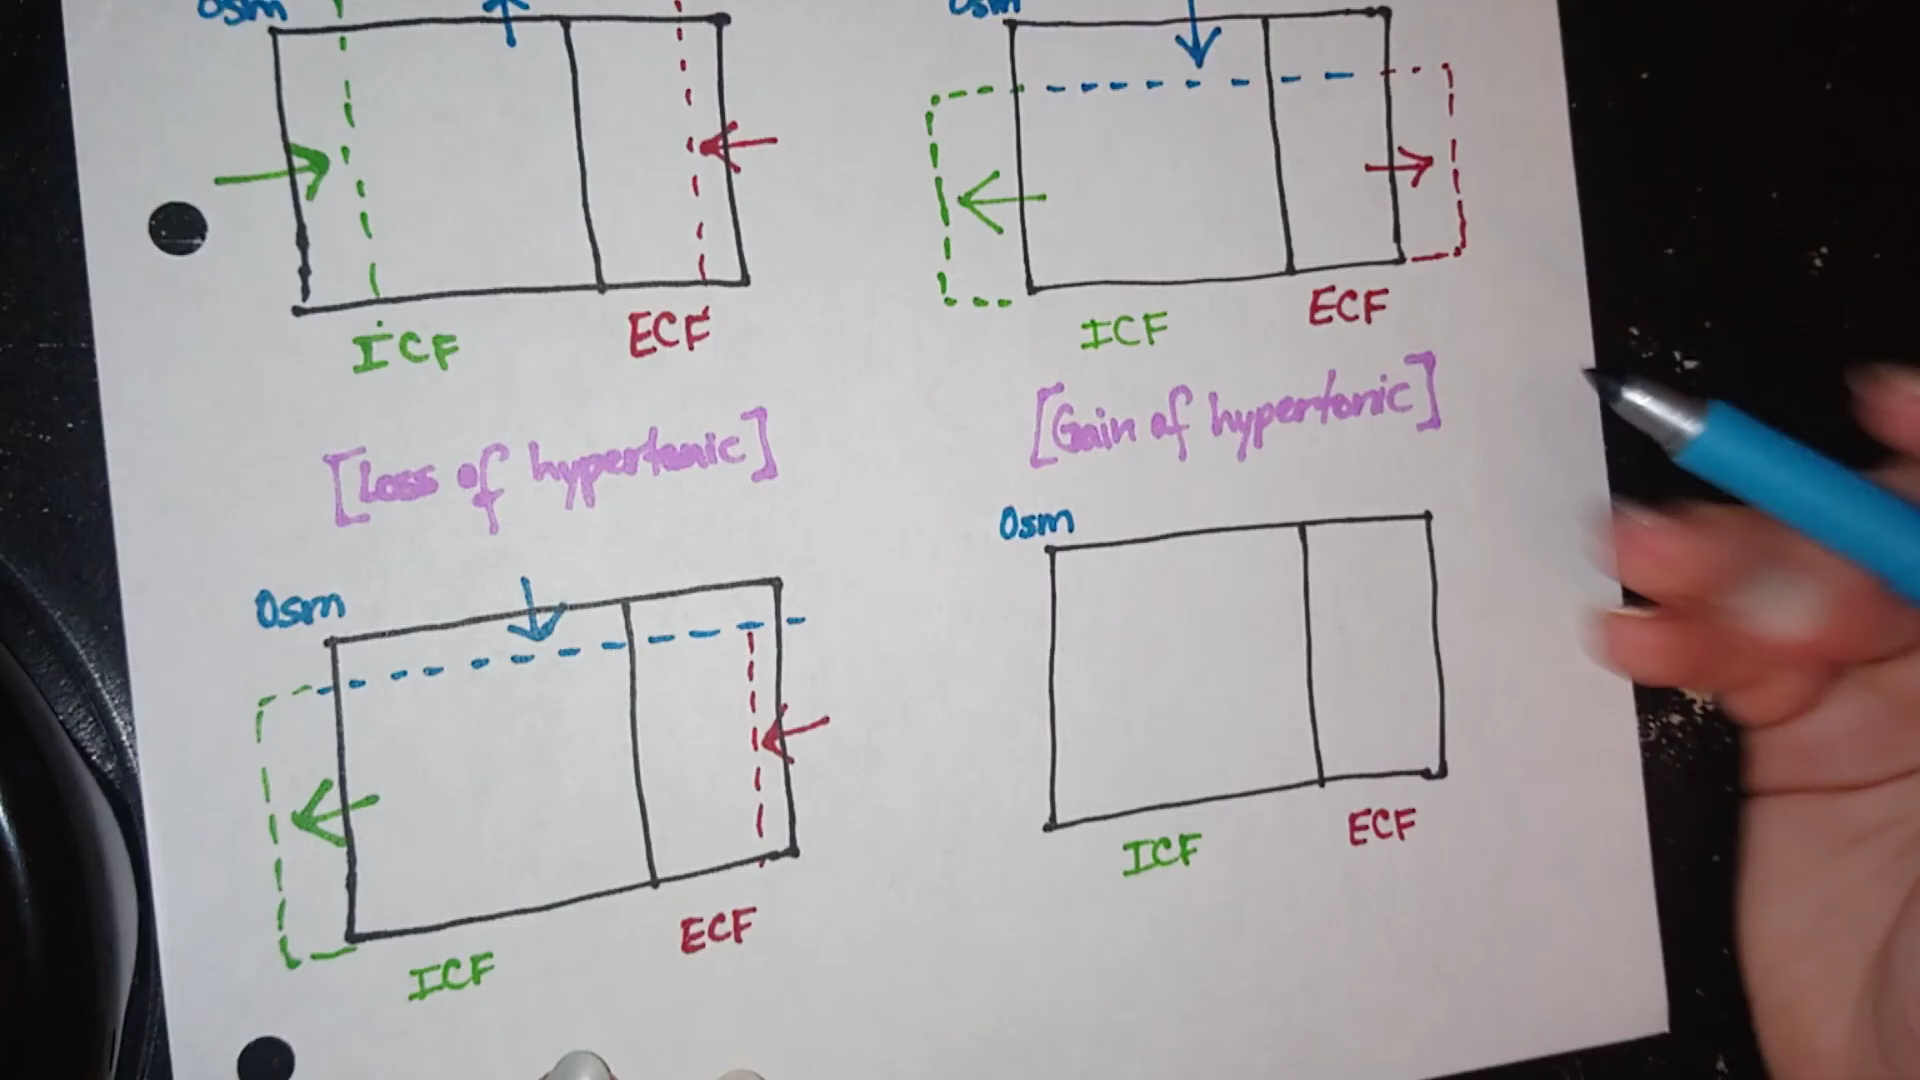 Osm
Osm
ICF
ECF
ICF
ECF
[Loss of hypertonic]
[Gain of hypertonic]
Osm
Osm
ICF
ECF
ICF
ECF